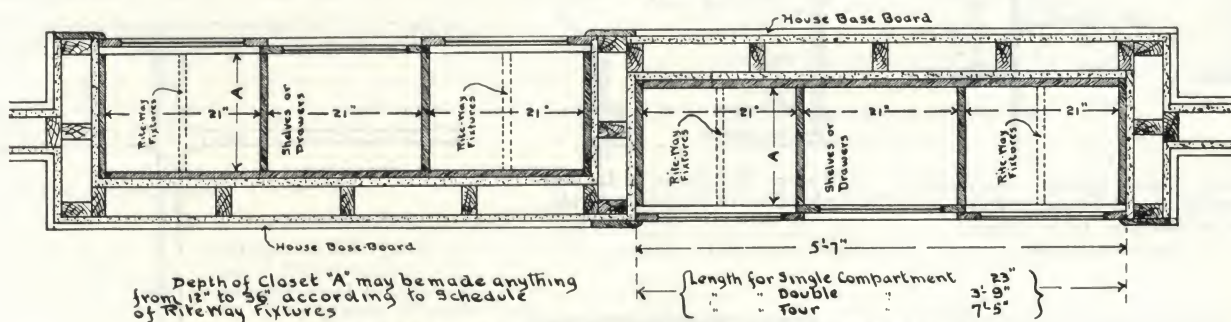 House Base Board
Rite-Way
Fixtures
21"
A
Shelves or
Drawers
21"
Rite-Way
Fixtures
21"
21"
Rite-Way
Fixtures
A
21"
Shelves or
Drawers
21"
Rite-Way
Fixtures
House Base-Board
5'-7"
Depth of Closet "A" may be made anything
from 12" to 36" according to Schedule
of RiteWay Fixtures
Length for Single Compartment 23"
" " Double " 3'-9"
" " Four " 7'-5"